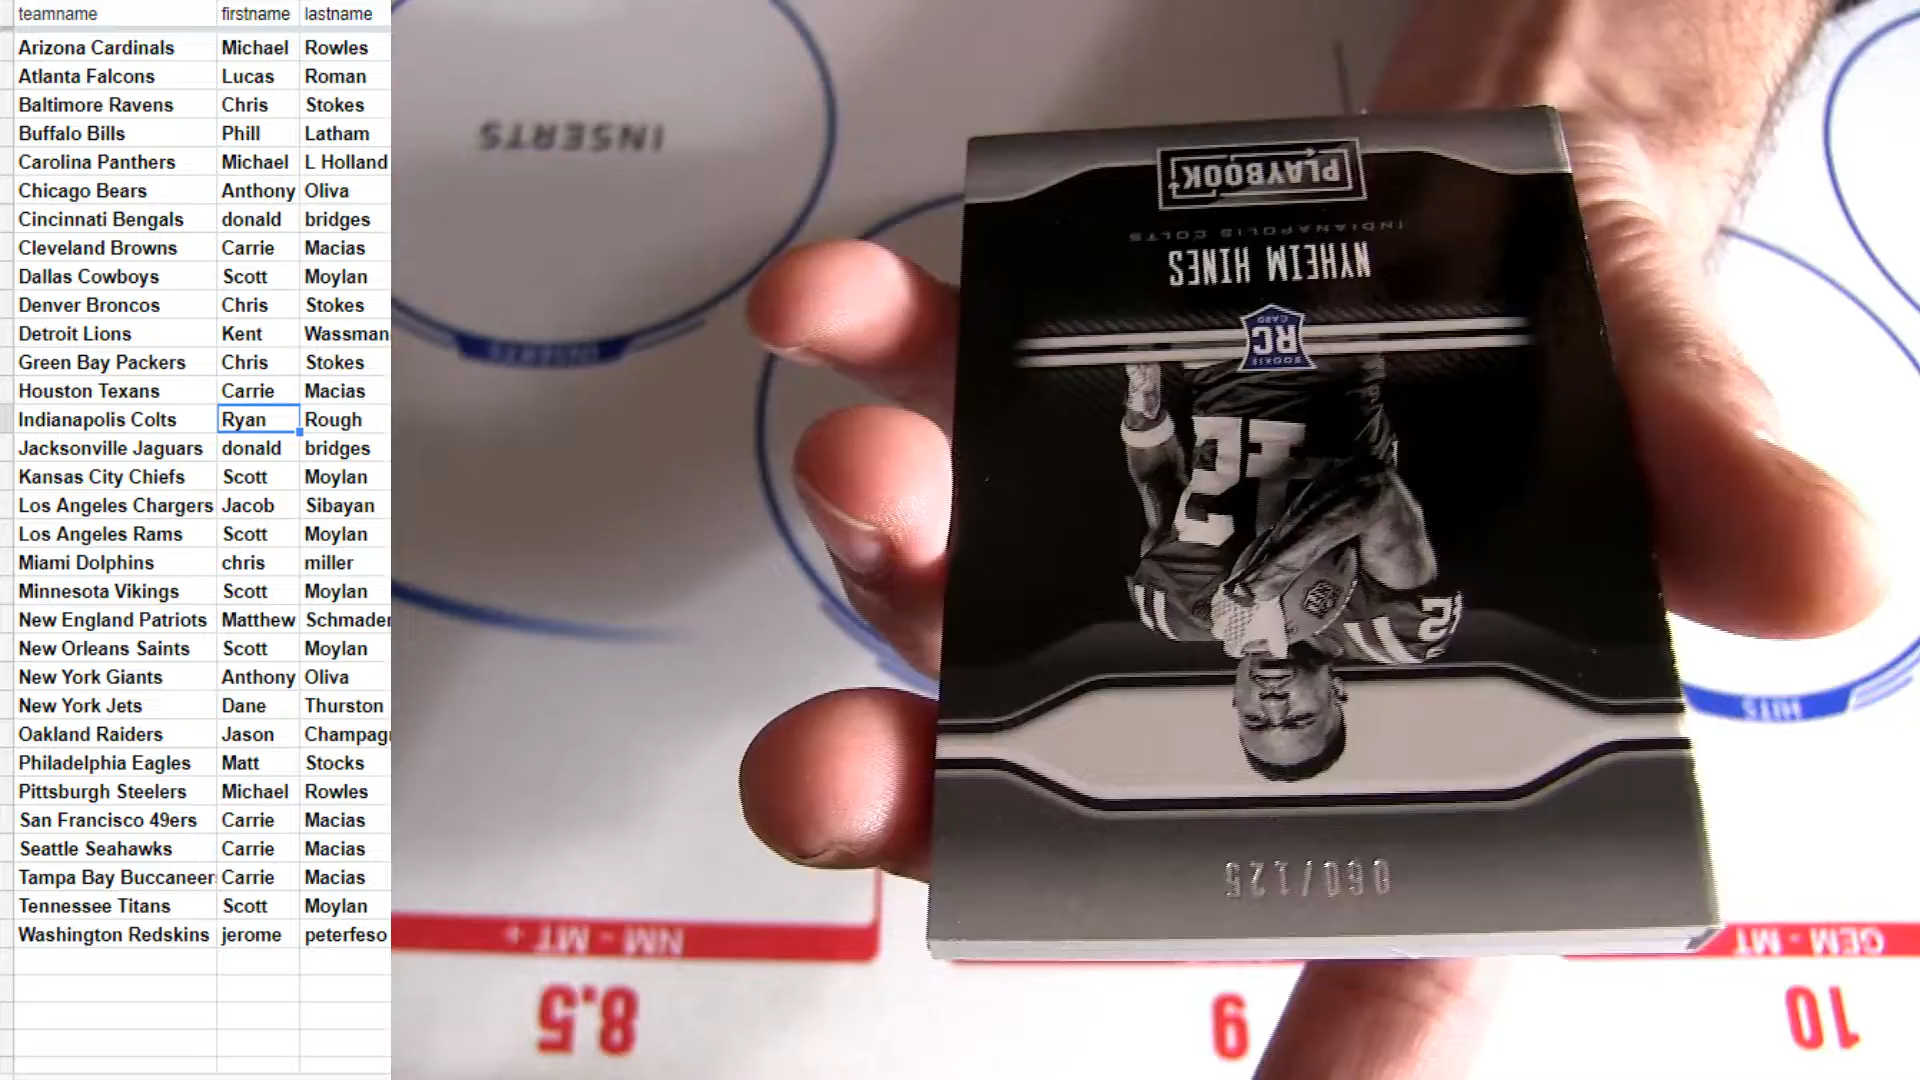 teamname firstname lastname
Arizona Cardinals Michael Rowles
Atlanta Falcons Lucas Roman
Baltimore Ravens Chris Stokes
Buffalo Bills Phill Latham
Carolina Panthers Michael L Holland
Chicago Bears Anthony Oliva
Cincinnati Bengals donald bridges
Cleveland Browns Carrie Macias
Dallas Cowboys Scott Moylan
Denver Broncos Chris Stokes
Detroit Lions Kent Wassman
Green Bay Packers Chris Stokes
Houston Texans Carrie Macias
Indianapolis Colts Ryan Rough
Jacksonville Jaguars donald bridges
Kansas City Chiefs Scott Moylan
Los Angeles Chargers Jacob Sibayan
Los Angeles Rams Scott Moylan
Miami Dolphins chris miller
Minnesota Vikings Scott Moylan
New England Patriots Matthew Schmader
New Orleans Saints Scott Moylan
New York Giants Anthony Oliva
New York Jets Dane Thurston
Oakland Raiders Jason Champag
Philadelphia Eagles Matt Stocks
Pittsburgh Steelers Michael Rowles
San Francisco 49ers Carrie Macias
Seattle Seahawks Carrie Macias
Tampa Bay Buccaneer Carrie Macias
Tennessee Titans Scott Moylan
Washington Redskins jerome peterfeso
INSERTS
INSERTS
PLAYBOOK
INDIANAPOLIS COLTS
NYHEIM HINES
ROOKIE
RC
CARD
42
060/125
HITS
NM - MT +
8.5
9
GEM - MT
10